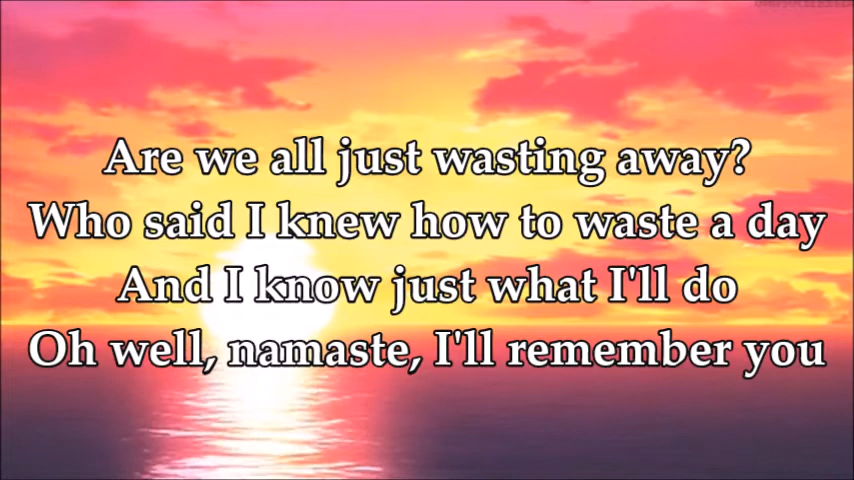 Are we all just wasting away?
Who said I knew how to waste a day
And I know just what I'll do
Oh well, namaste, I'll remember you